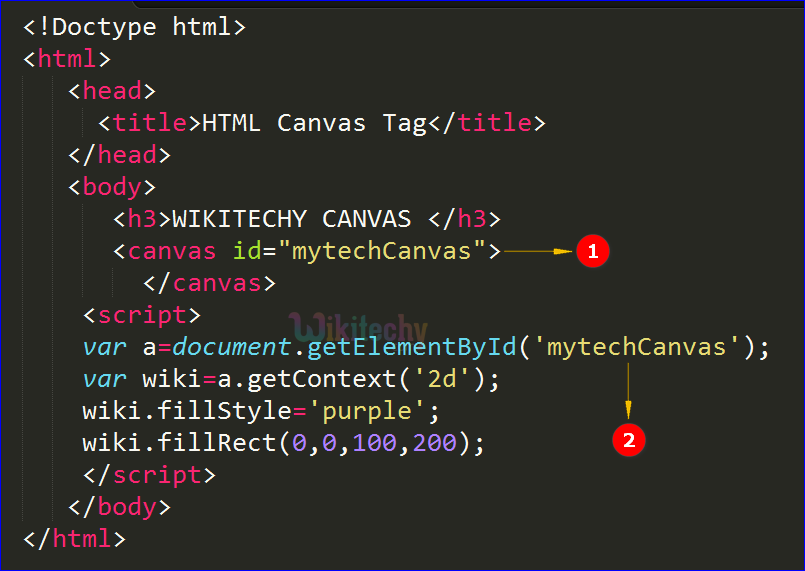 <!Doctype html>
<html>
<head>
<title>HTML Canvas Tag</title>
</head>
<body>
<h3>WIKITECHY CANVAS </h3>
<canvas id="mytechCanvas"> 1
</canvas>
<script>
Wikitechy
var a=document.getElementById('mytechCanvas');
var wiki=a.getContext('2d');
wiki.fillStyle='purple';
wiki.fillRect(0,0,100,200); 2
</script>
</body>
</html>